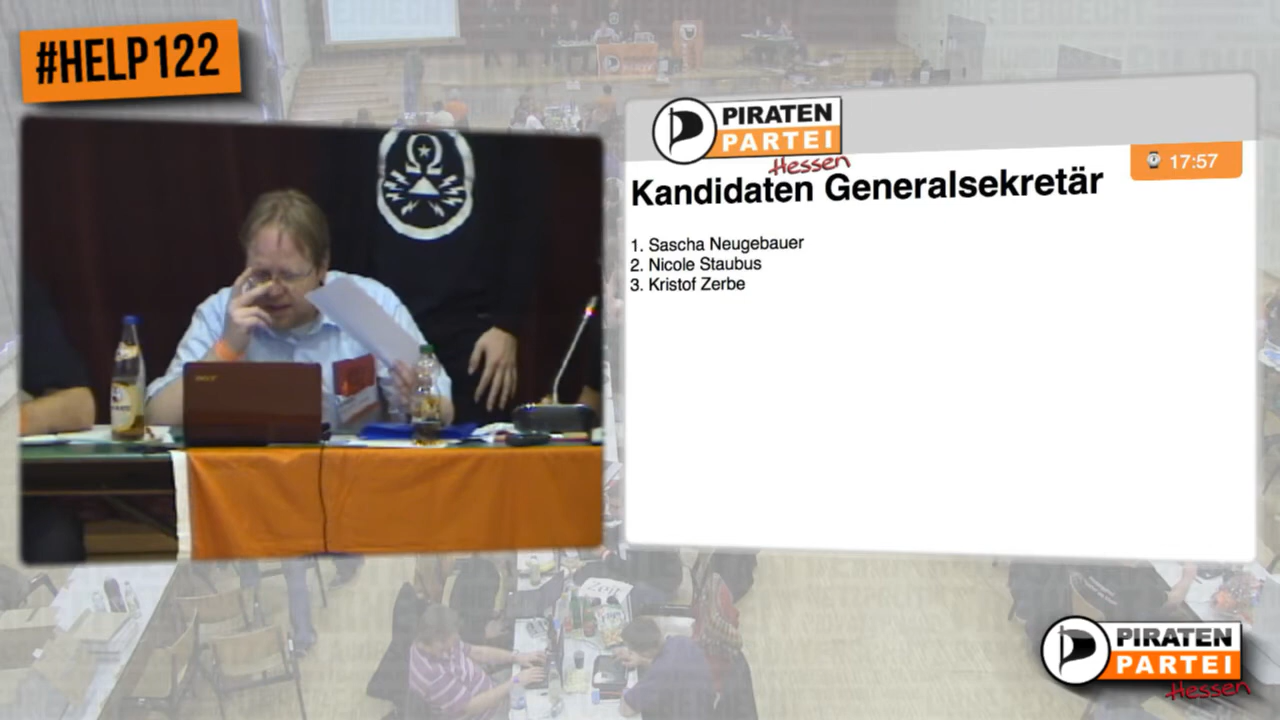 #HELP122
PIRATEN
PARTEI
Hessen
17:57
Kandidaten Generalsekretär
1. Sascha Neugebauer
2. Nicole Staubus
3. Kristof Zerbe
acer
PIRATEN
PARTEI
Hessen